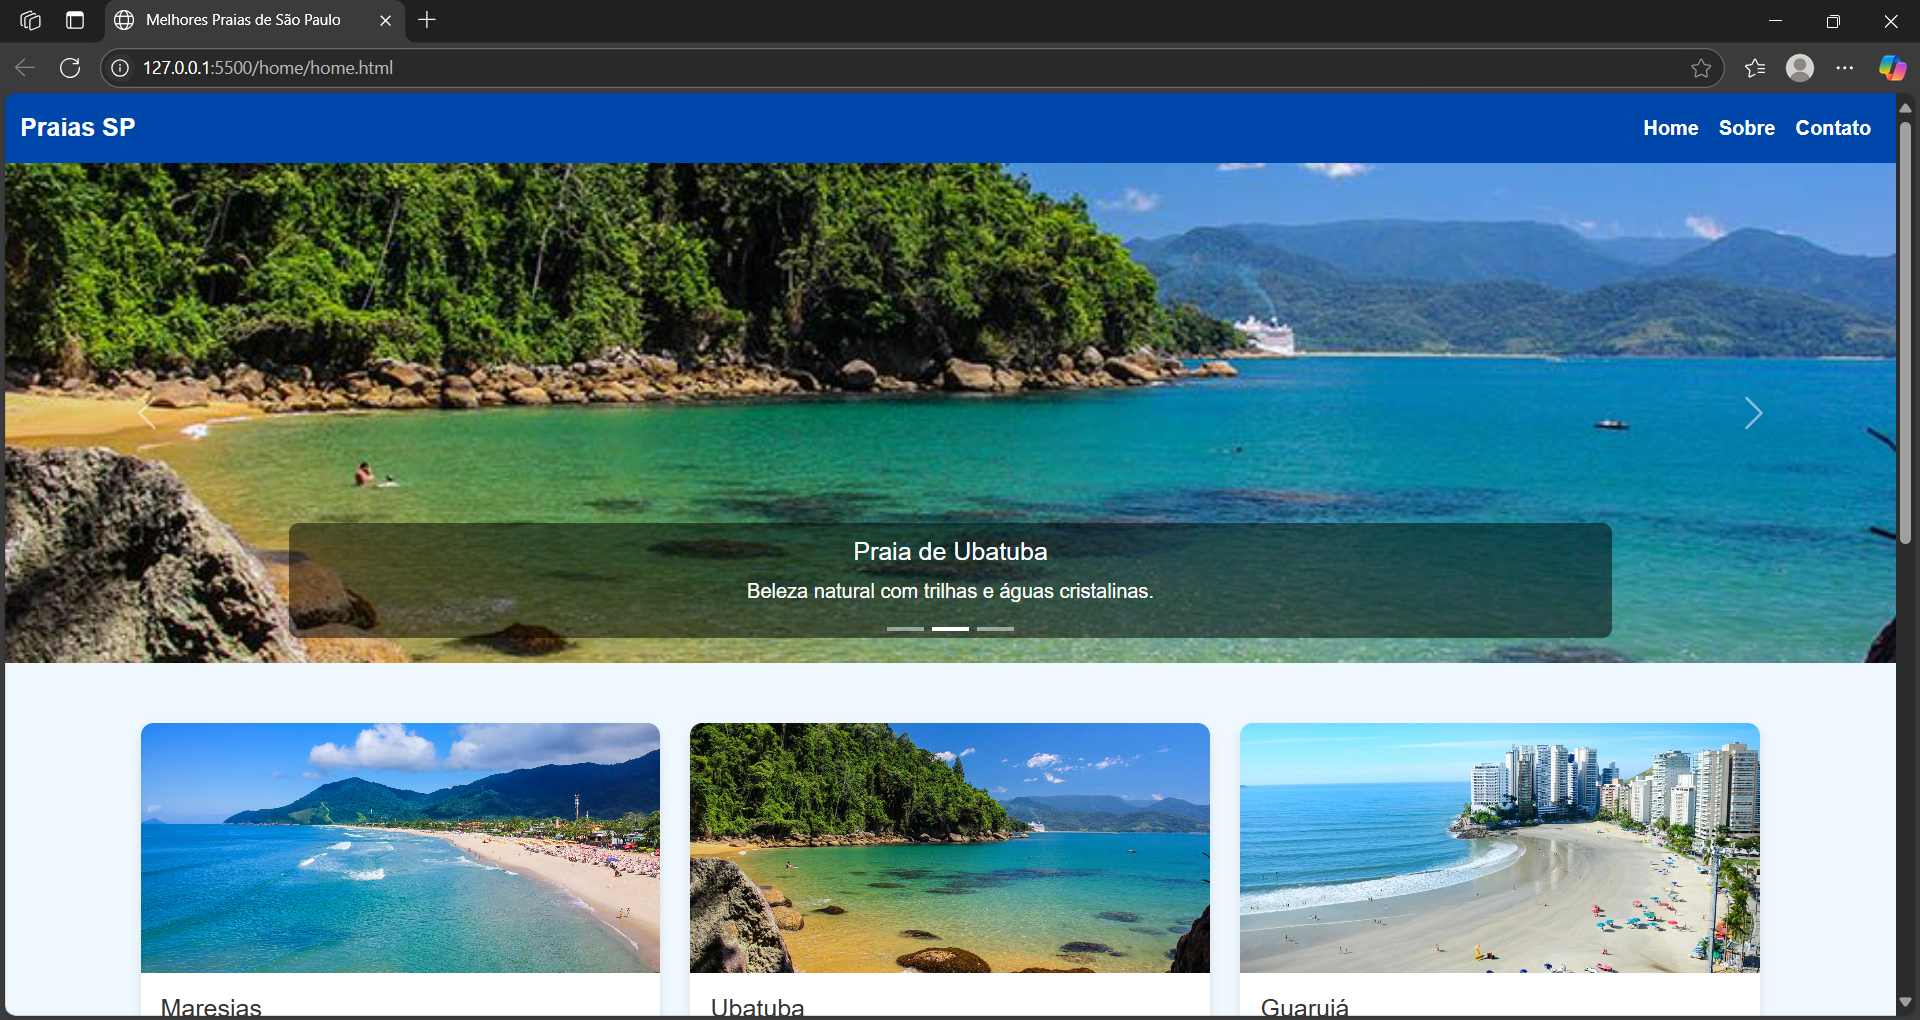 Melhores Praias de São Paulo
127.0.0.1:5500/home/home.html
Praias SP
Home Sobre Contato
Praia de Ubatuba
Beleza natural com trilhas e águas cristalinas.
Maresias
Ubatuba
Guarujá